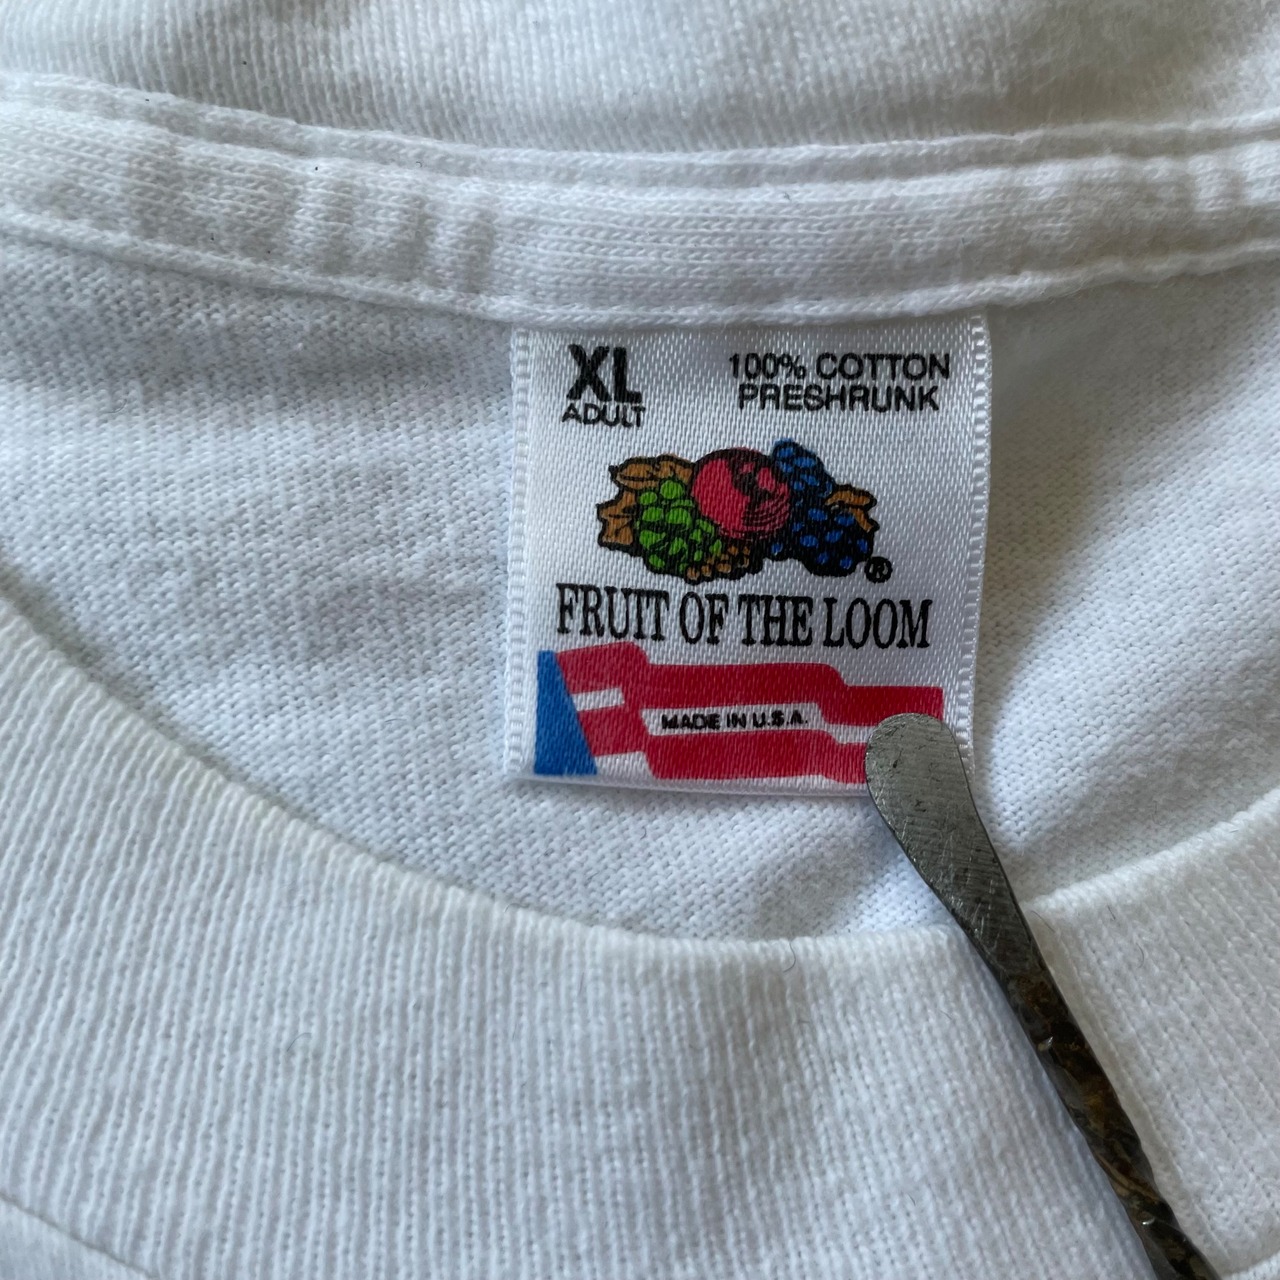 XL
ADULT
100% COTTON
PRESHRUNK
®
FRUIT OF THE LOOM
MADE IN U.S.A.